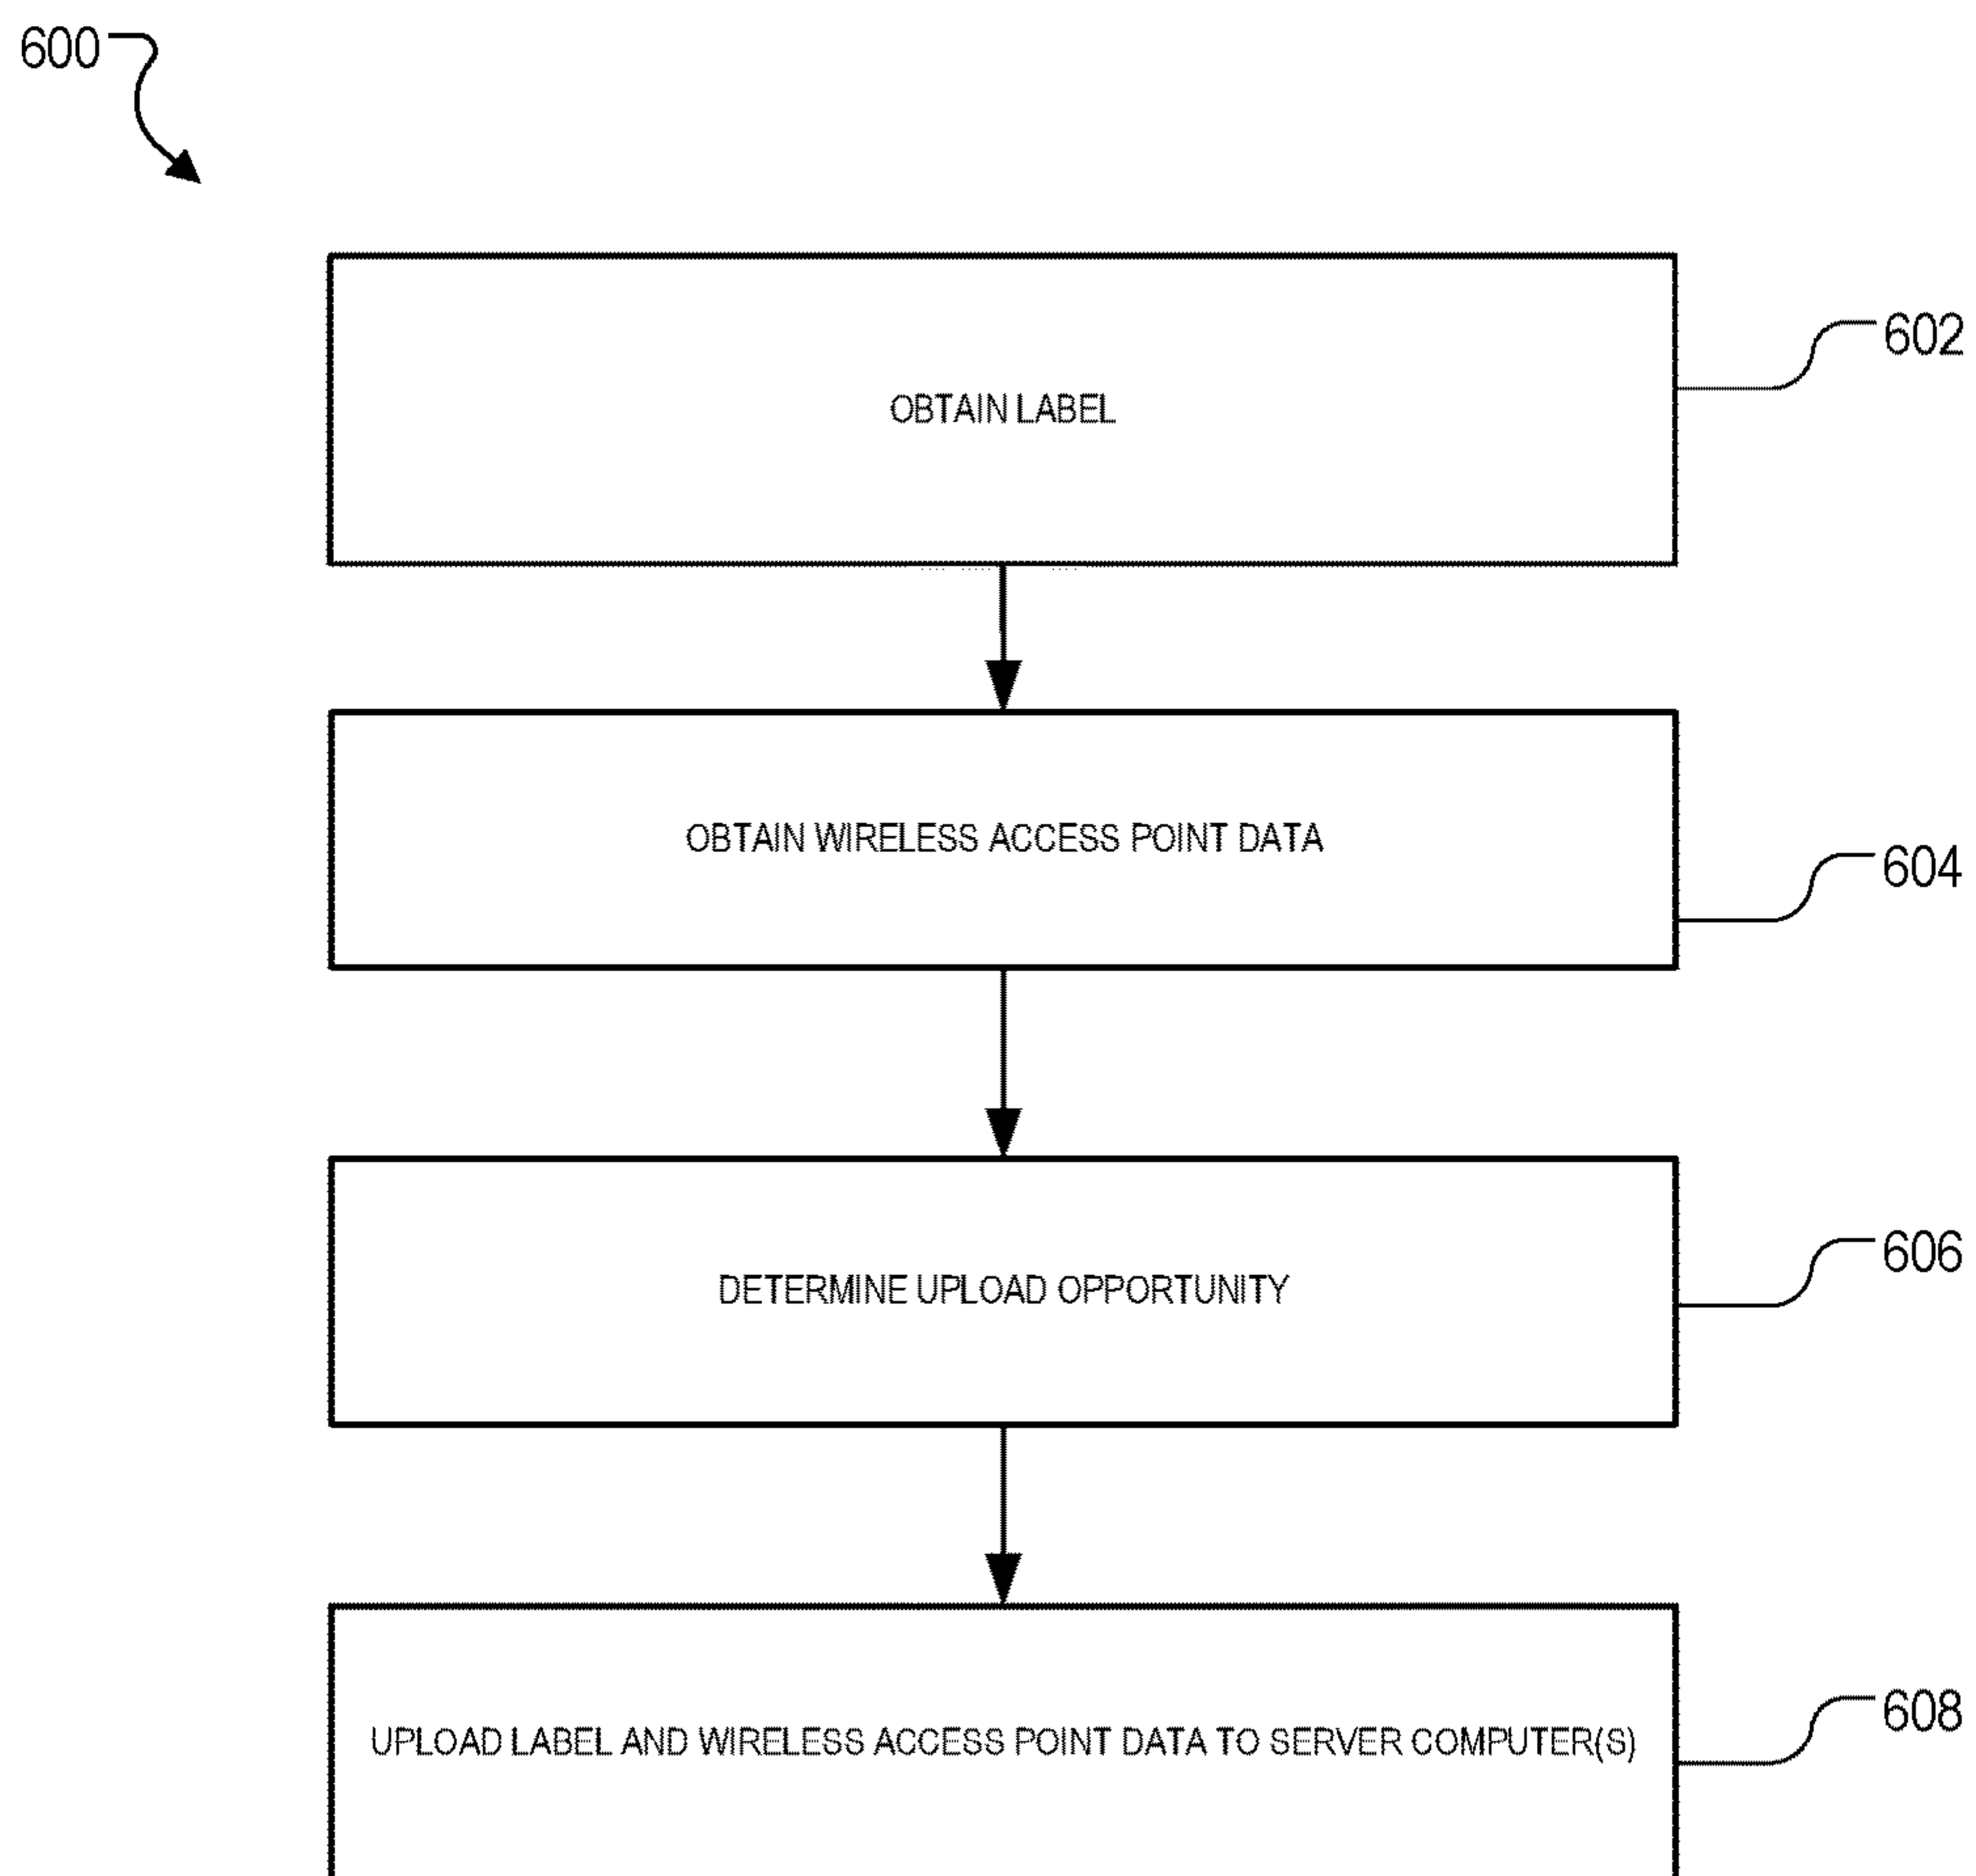 600
OBTAIN LABEL
602
OBTAIN WIRELESS ACCESS POINT DATA
604
DETERMINE UPLOAD OPPORTUNITY
606
UPLOAD LABEL AND WIRELESS ACCESS POINT DATA TO SERVER COMPUTER(S)
608